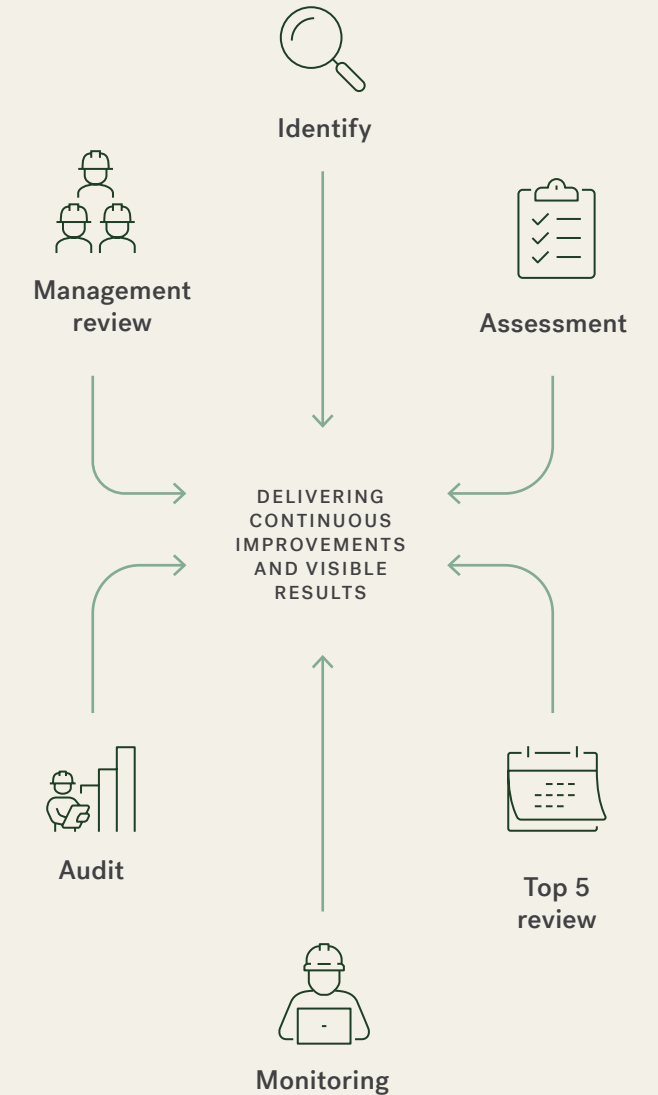 Identify
Management
review
Assessment
DELIVERING
CONTINUOUS
IMPROVEMENTS
AND VISIBLE
RESULTS
Audit
Top 5
review
Monitoring